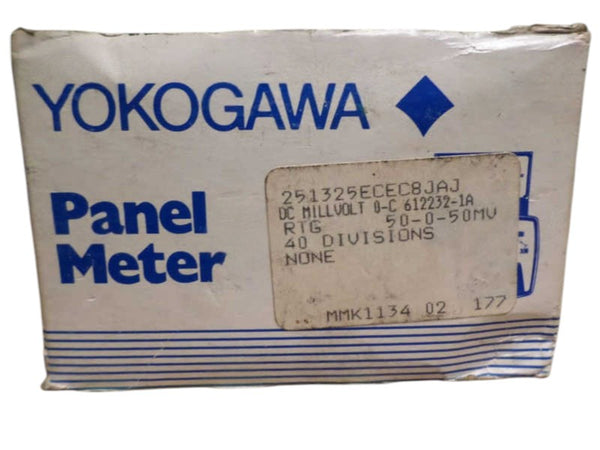 YOKOGAWA
Panel
Meter
251325ECEC8JAJ
DC MILLVOLT 0-C 612232-1A
RTG 50-0-50MV
40 DIVISIONS
NONE
MMK1134 02 177